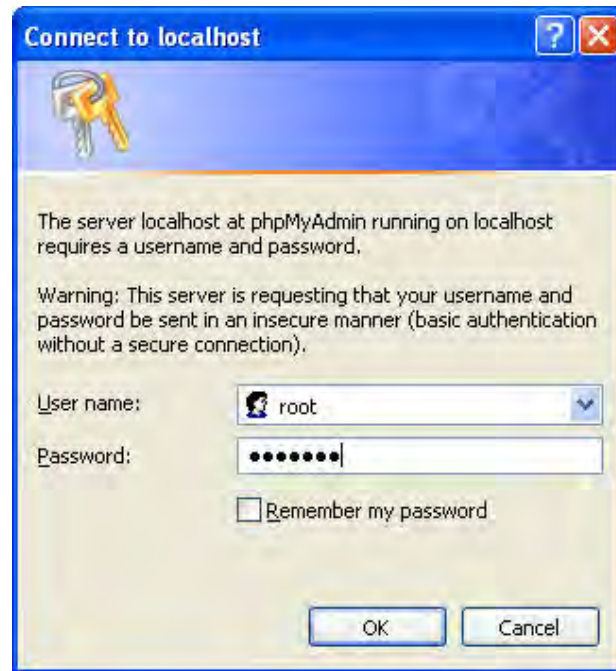 Connect to localhost
The server localhost at phpMyAdmin running on localhost
requires a username and password.
Warning: This server is requesting that your username and
password be sent in an insecure manner (basic authentication
without a secure connection).
User name: root
Password: •••••••
Remember my password
OK Cancel